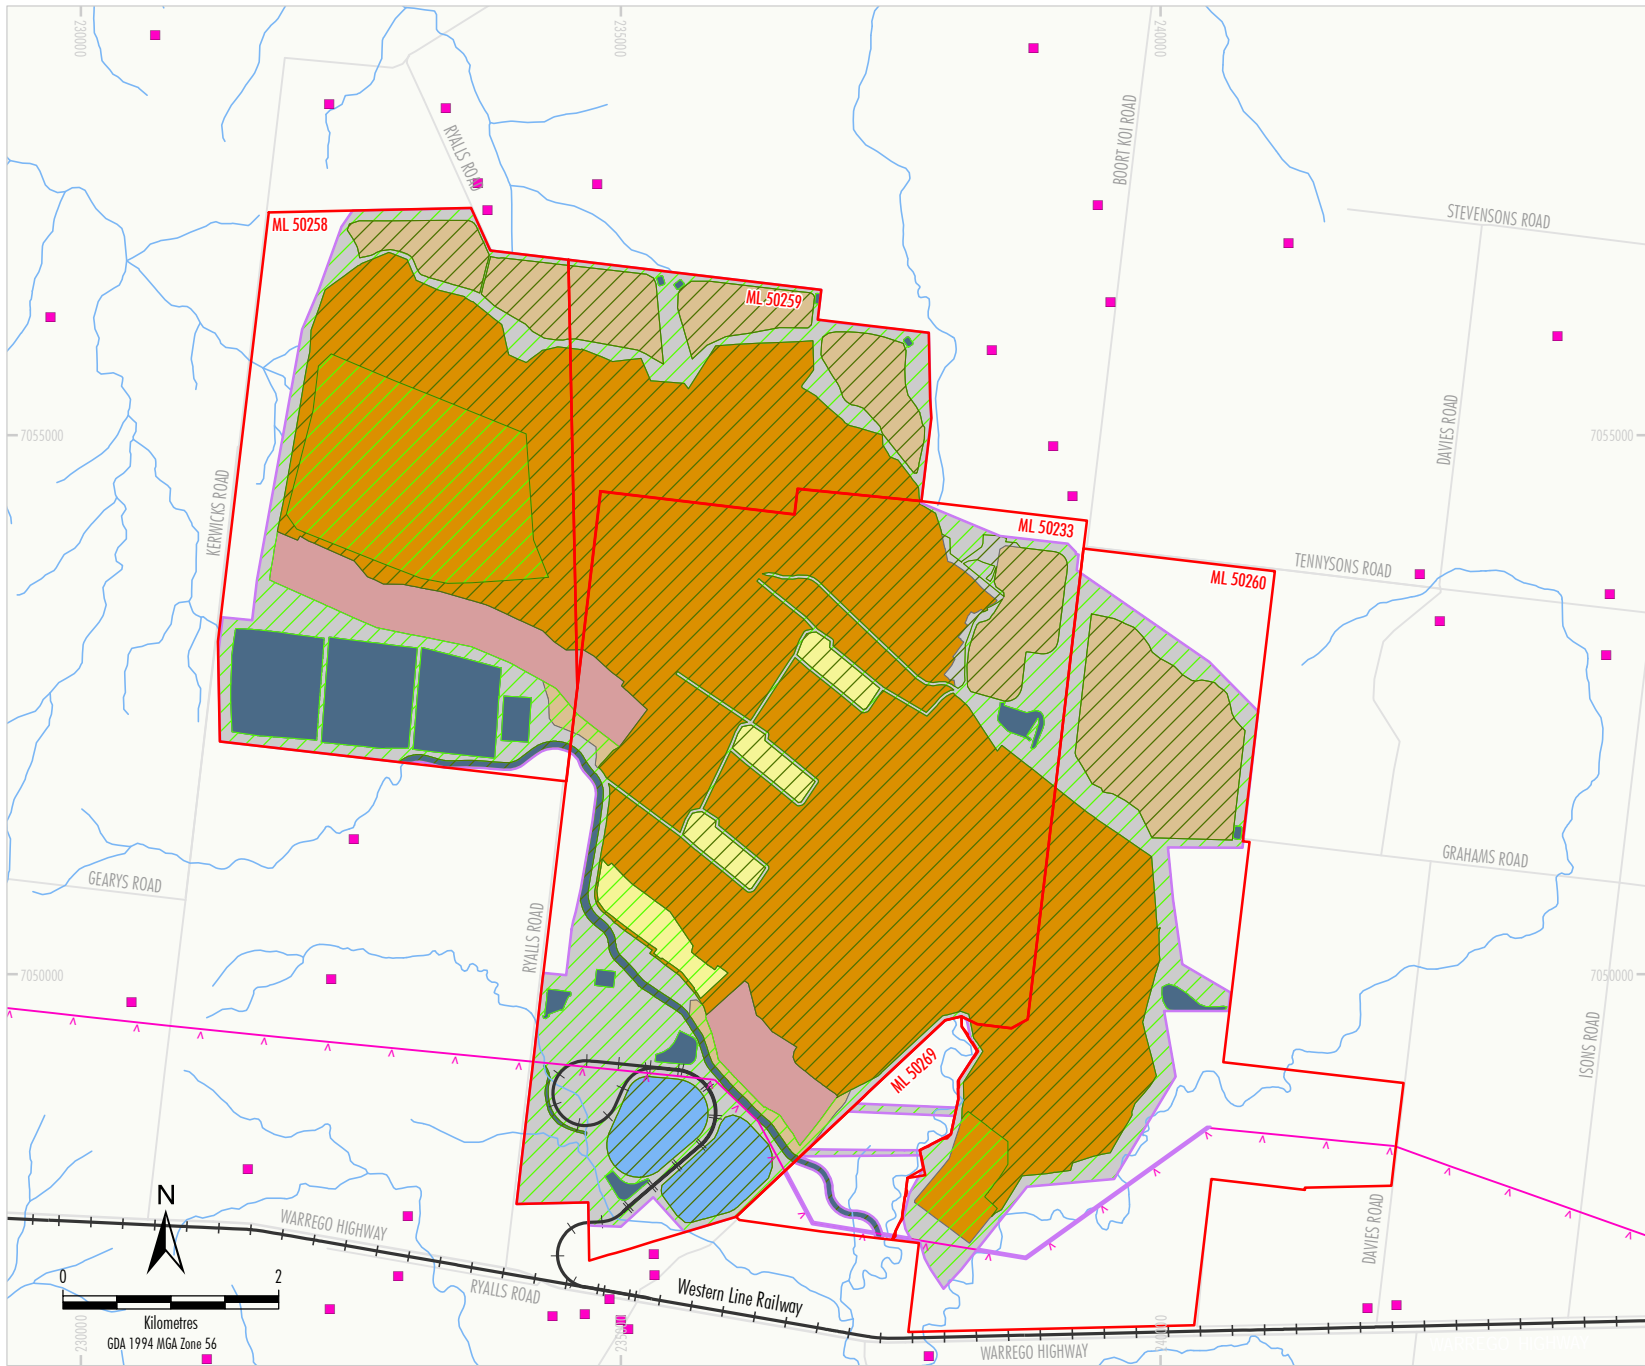 230000
235000
240000
RYALLS ROAD
BOORT KOI ROAD
STEVENSONS ROAD
ML 50258
ML 50259
DAVIES ROAD
7055000
7055000
KERWICKS ROAD
ML 50233
TENNYSONS ROAD
ML 50260
GRAHAMS ROAD
GEARYS ROAD
RYALLS ROAD
7050000
7050000
ISONS ROAD
ML 50269
N
WARREGO HIGHWAY
DAVIES ROAD
0 2
Kilometres
GDA 1994 MGA Zone 56
RYALLS ROAD
Western Line Railway
230000
235000
240000
WARREGO HIGHWAY